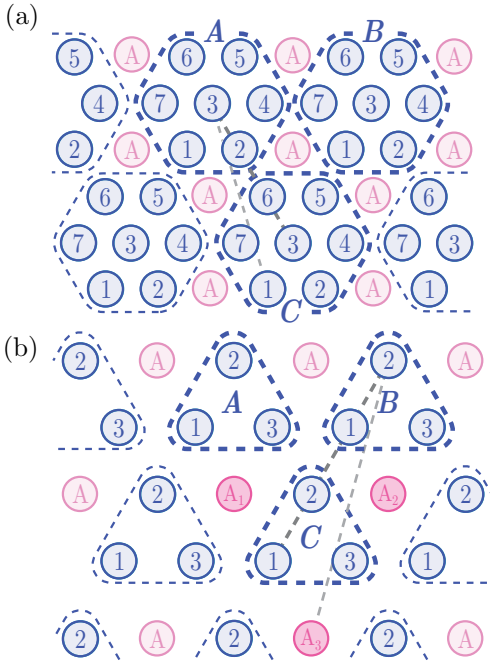 (a)
A B
5 A 6 5 A 6 5 A
4 7 3 4 7 3 4
2 A 1 2 A 1 2 A
6 5 A 6 5 A 6
7 3 4 7 3 4 7 3
1 2 A 1 2 A 1
C
(b)
2 A 2 A 2 A
A B
3 1 3 1 3
A 2 A₁ 2 A₂ 2
C
1 3 1 3 1
2 A 2 A₃ 2 A